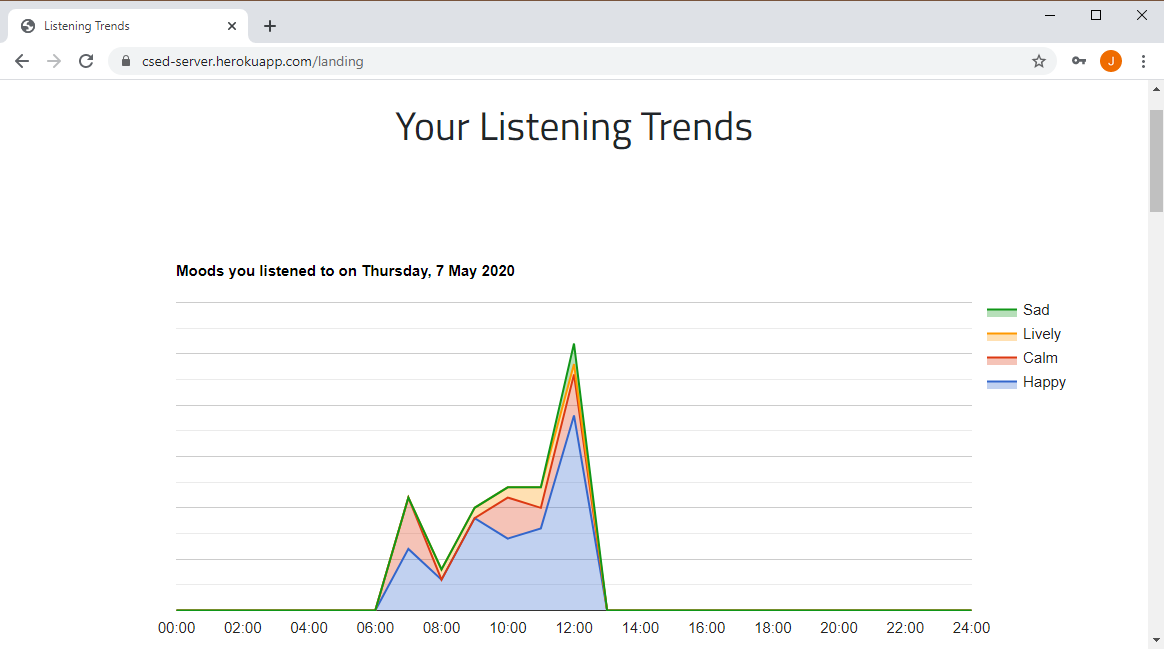 Listening Trends
csed-server.herokuapp.com/landing
J
Your Listening Trends
Moods you listened to on Thursday, 7 May 2020
Sad
Lively
Calm
Happy
00:00 02:00 04:00 06:00 08:00 10:00 12:00 14:00 16:00 18:00 20:00 22:00 24:00